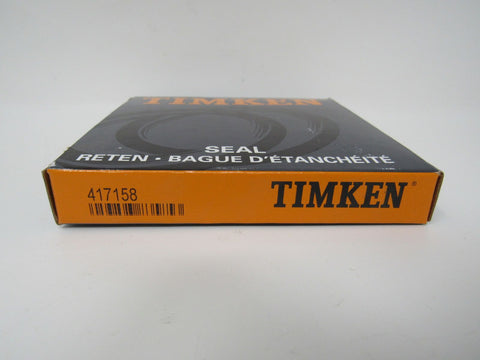 TIMKEN
SEAL
RETEN • BAGUE D'ÉTANCHÉITÉ
417158
TIMKEN®